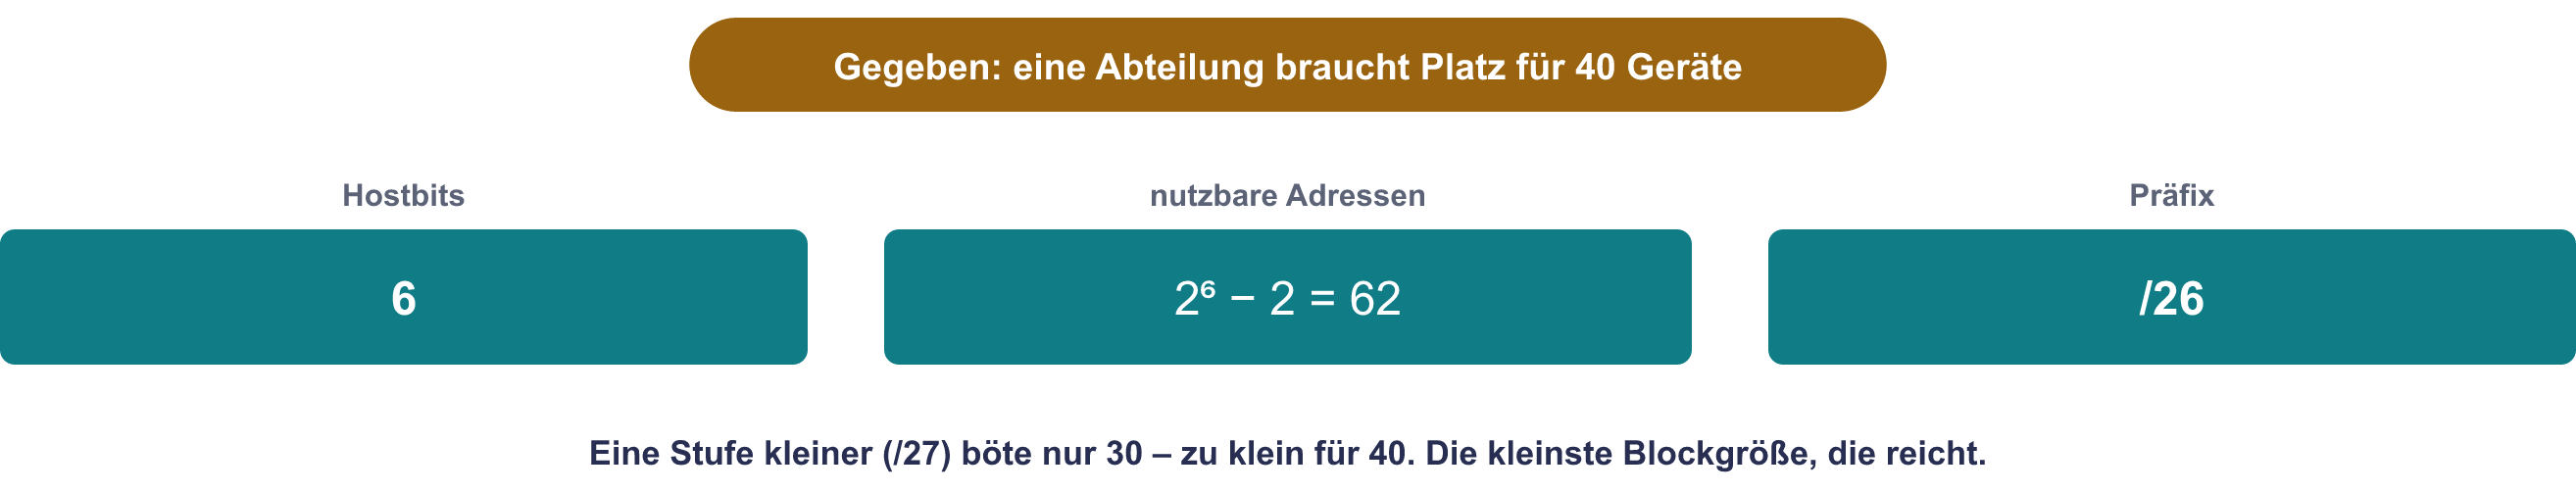 Gegeben: eine Abteilung braucht Platz für 40 Geräte
Hostbits
nutzbare Adressen
Präfix
6
2⁶ − 2 = 62
/26
Eine Stufe kleiner (/27) böte nur 30 – zu klein für 40. Die kleinste Blockgröße, die reicht.